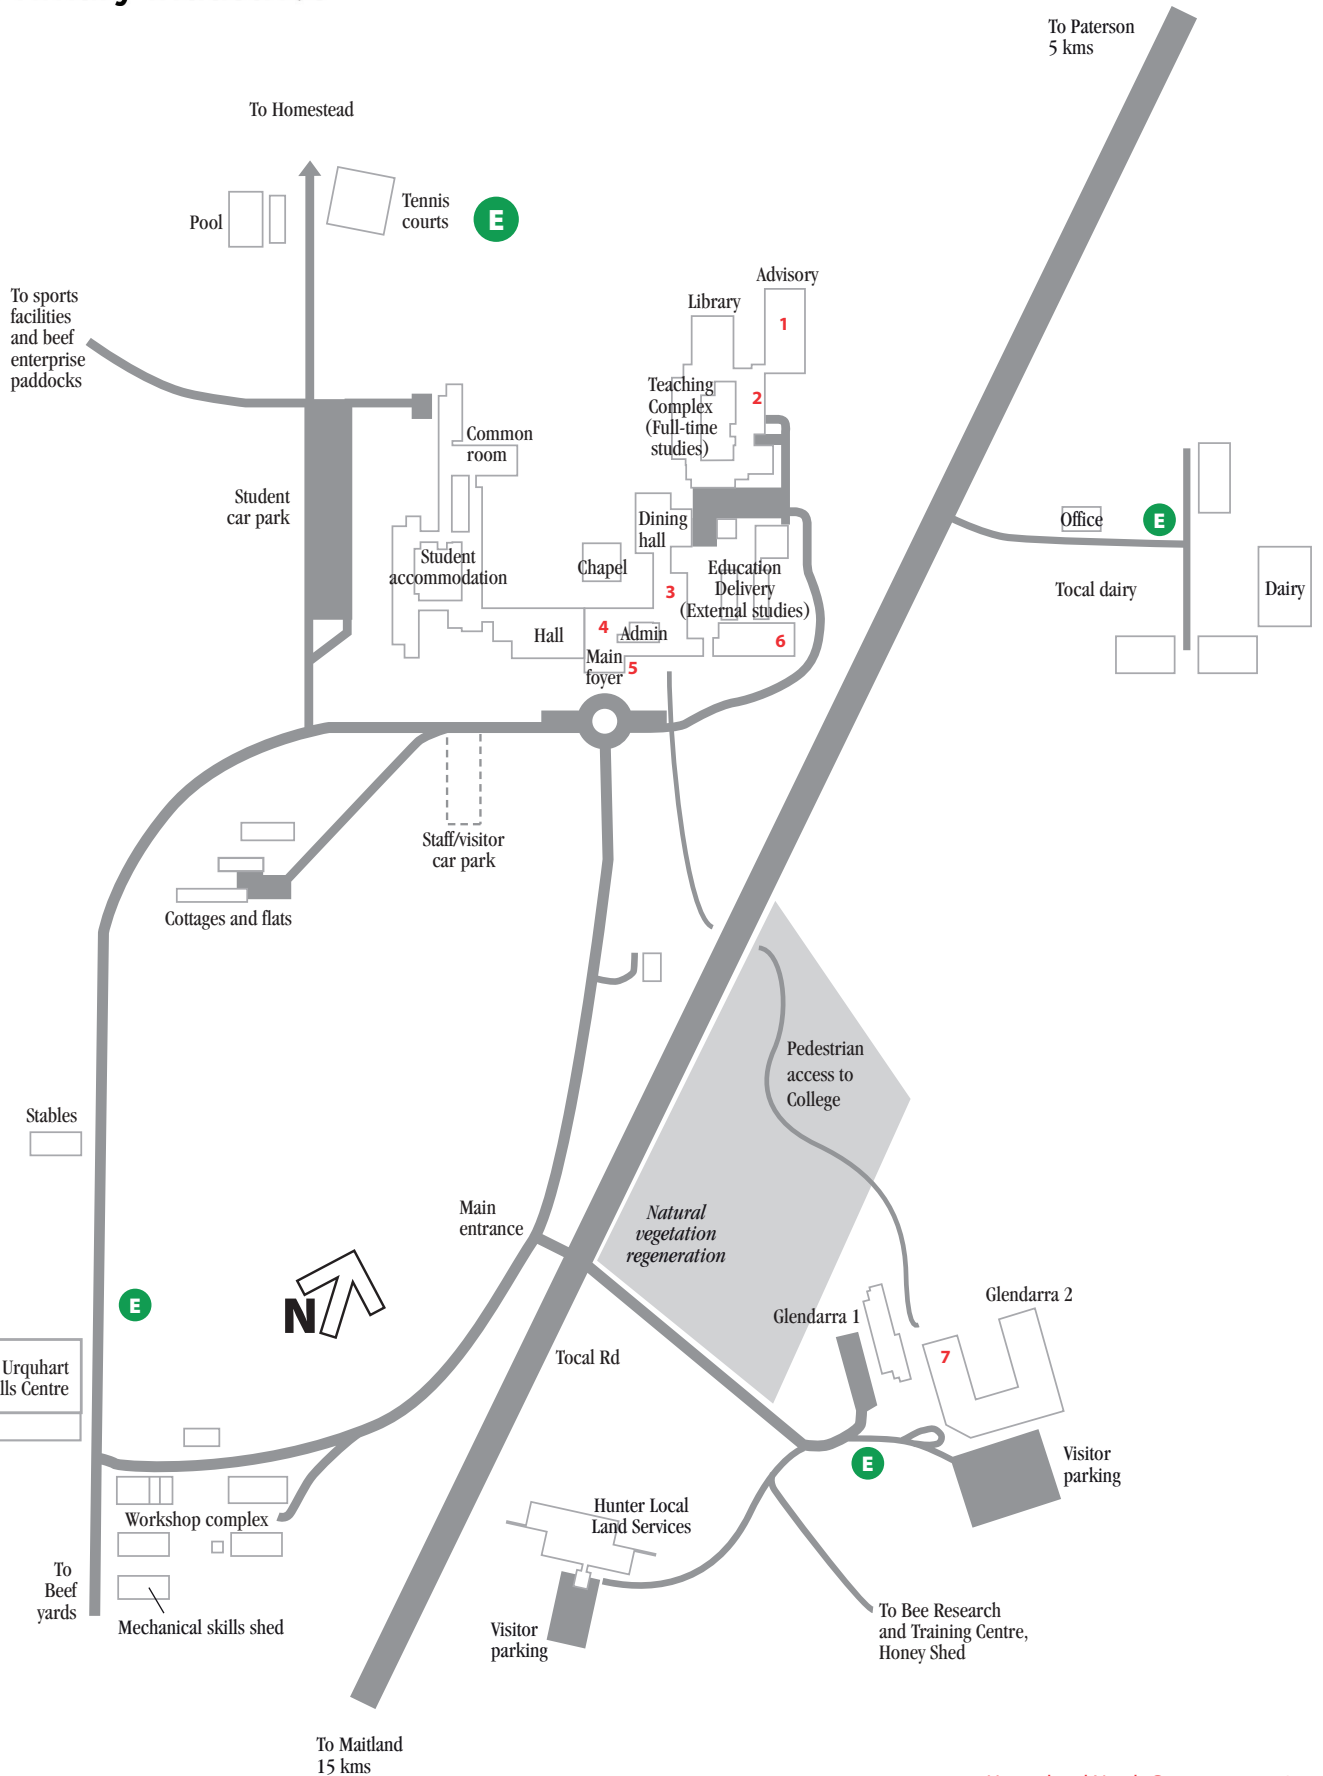 To Paterson
5 kms
To Homestead
Pool
Tennis
courts
E
To sports
facilities
and beef
enterprise
paddocks
Advisory
Library
1
Teaching
Complex
(Full-time
studies)
2
Common
room
Student
car park
Dining
hall
Office
E
Student
accommodation
Chapel
Education
Delivery
(External studies)
3
Tocal dairy
Dairy
Hall
4
Admin
6
Main
foyer
5
Staff/visitor
car park
Cottages and flats
Pedestrian
access to
College
Stables
Main
entrance
Natural
vegetation
regeneration
E
N
Glendarra 1
Glendarra 2
7
Tocal Rd
Urquhart
lls Centre
E
Visitor
parking
Hunter Local
Land Services
Workshop complex
To
Beef
yards
Mechanical skills shed
Visitor
parking
To Bee Research
and Training Centre,
Honey Shed
To Maitland
15 kms